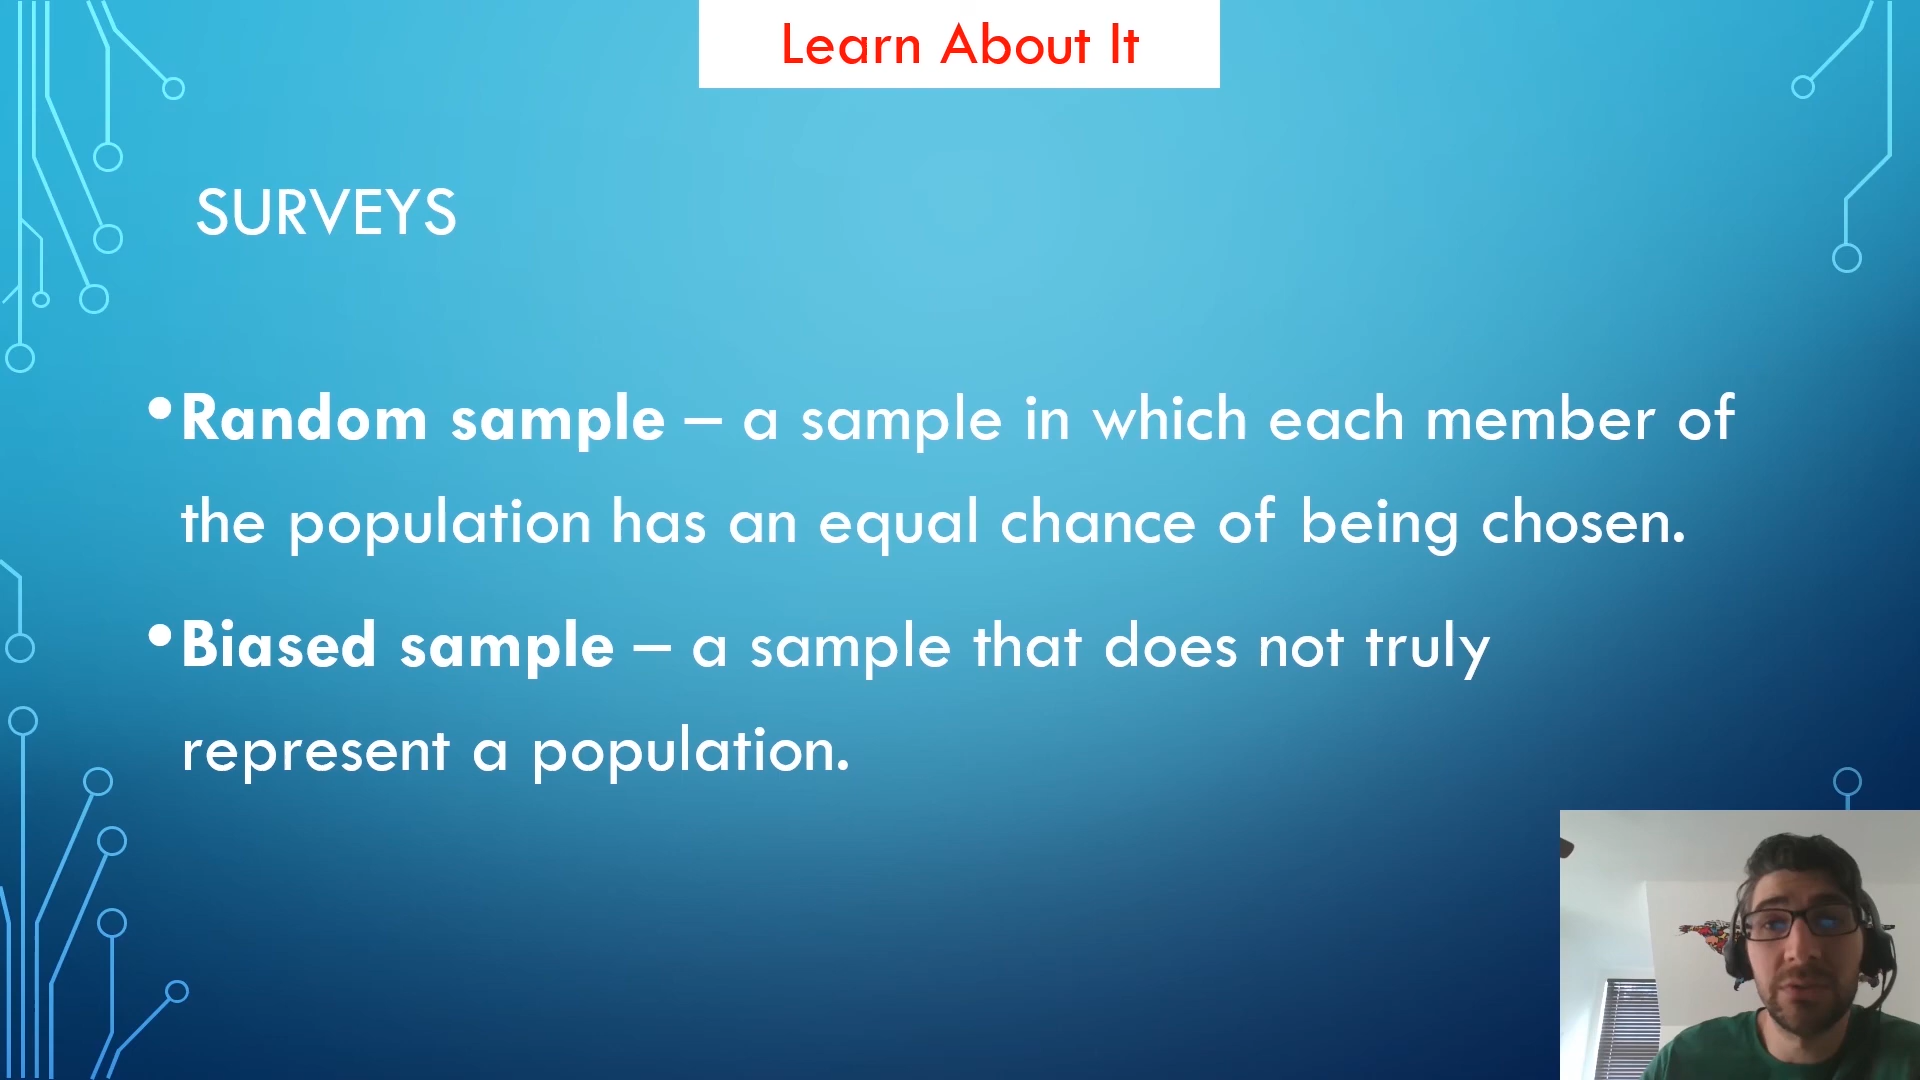 Learn About It
SURVEYS
•Random sample – a sample in which each member of
the population has an equal chance of being chosen.
•Biased sample – a sample that does not truly
represent a population.